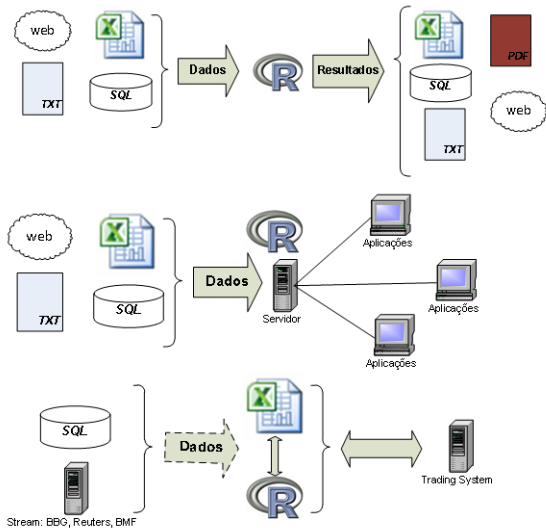 web
TXT
SQL
Dados
R
Resultados
SQL
PDF
web
TXT
web
TXT
SQL
Dados
R
Servidor
Aplicações
Aplicações
Aplicações
SQL
Stream: BBG, Reuters, BMF
Dados
R
Trading System